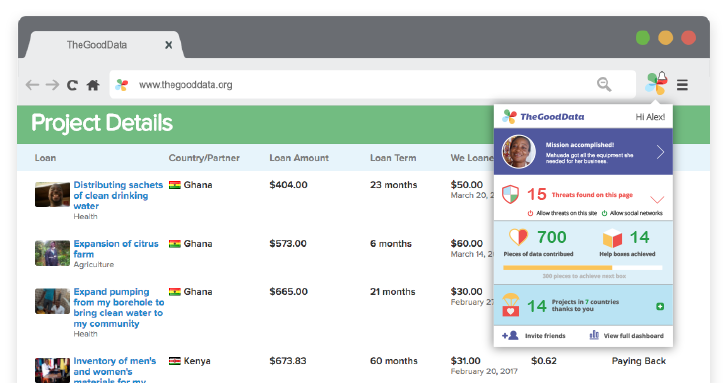 TheGoodData X
www.thegooddata.org
Project Details
TheGoodData Hi Alex!
Mission accomplished!
Mehwada got all the equipment she
needed for her business.
Loan Country/Partner Loan Amount Loan Term We Loane
15 Threats found on this page
Allow threats on this site Allow social networks
Distributing sachets
of clean drinking
water
Health
Ghana $404.00 23 months $50.00
March 20, 2
700 14
Pieces of data contribued Help boxes achieved
300 pieces to achieve next box
Expansion of citrus
farm
Agriculture
Ghana $573.00 6 months $60.00
March 14, 2
Expand pumping
from my borehole to
bring clean water to
my community
Health
Ghana $665.00 21 months $30.00
February 27
14 Projects in 7 countries
thanks to you
Invite friends View full dashboard
Inventory of men's
and women's
materials for my
Kenya $673.83 60 months $31.00 $0.62 Paying Back
February 20, 2017